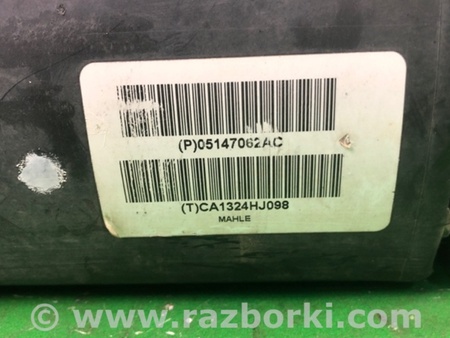 (P)05147062AC
(T)CA1324HJ098
MAHLE
www.razborki.com